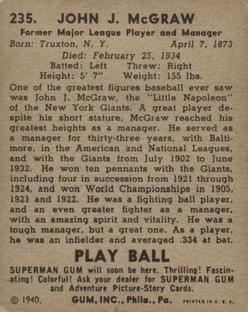 235. JOHN J. McGRAW
Former Major League Player and Manager
Born: Truxton, N. Y. April 7, 1873
Died: February 25, 1934
Batted: Left Threw: Right
Height: 5' 7" Weight: 155 lbs.
One of the greatest figures baseball ever saw
was John J. McGraw, the "Little Napoleon"
of the New York Giants. A great player de-
spite his short stature, McGraw reached his
greatest heights as a manager. He served as
a manager for thirty-three years, with Balti-
more, in the American and National Leagues,
and with the Giants from July 1902 to June
1932. He won ten pennants with the Giants,
including four in succession from 1921 through
1924, and won World Championships in 1905,
1921 and 1922. He was a fighting ball player,
and an even greater fighter as a manager,
with an amazing spirit and vitality. He was a
tough manager, but a great one. As a player,
he was an infielder and averaged .334 at bat.
PLAY BALL
SUPERMAN GUM will soon be here. Thrilling! Fascin-
ating! Colorful! Ask your dealer for SUPERMAN GUM
and Adventure Picture-Story Cards.
© 1940. GUM, INC., Phila., Pa. PRINTED IN U. S. A.